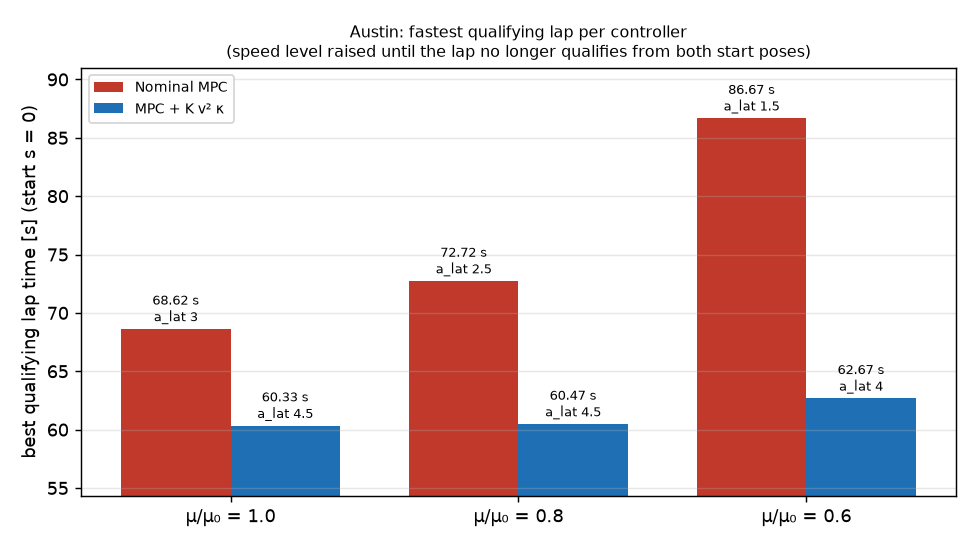 Austin: fastest qualifying lap per controller
(speed level raised until the lap no longer qualifies from both start poses)
best qualifying lap time [s] (start s = 0)
90
85
80
75
70
65
60
55
Nominal MPC
MPC + K v² κ
68.62 s
a_lat 3
60.33 s
a_lat 4.5
72.72 s
a_lat 2.5
60.47 s
a_lat 4.5
86.67 s
a_lat 1.5
62.67 s
a_lat 4
μ/μ₀ = 1.0
μ/μ₀ = 0.8
μ/μ₀ = 0.6